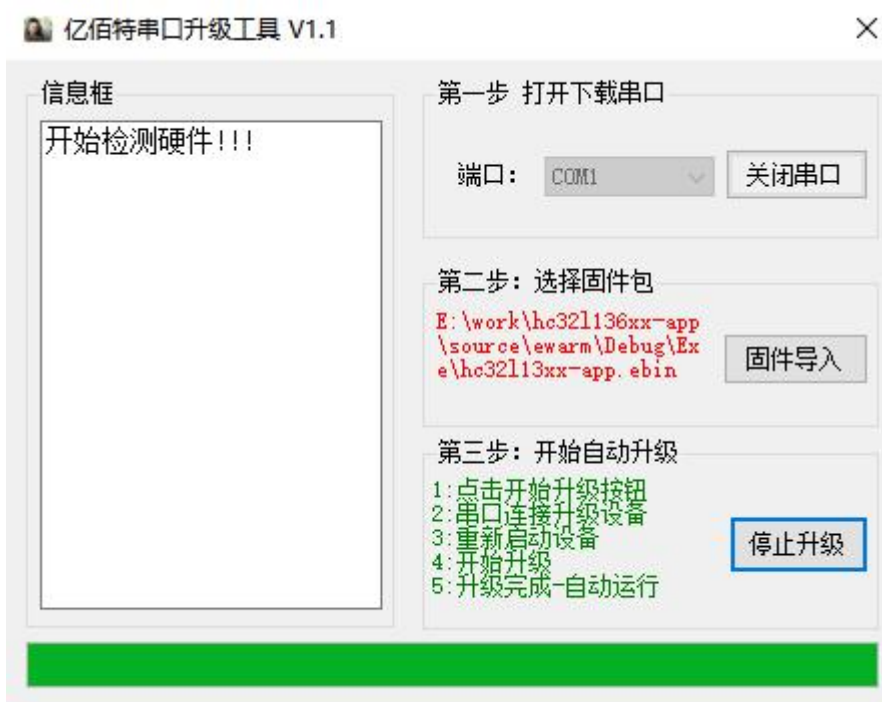 亿佰特串口升级工具 V1.1
信息框
开始检测硬件!!!
第一步 打开下载串口
端口：
COM1
关闭串口
第二步：选择固件包
E:\work\hc32l136xx-app
\source\ewarm\Debug\Ex
e\hc32l13xx-app.ebin
固件导入
第三步：开始自动升级
1:点击开始升级按钮
2:串口连接升级设备
3:重新启动设备
4:开始升级
5:升级完成-自动运行
停止升级